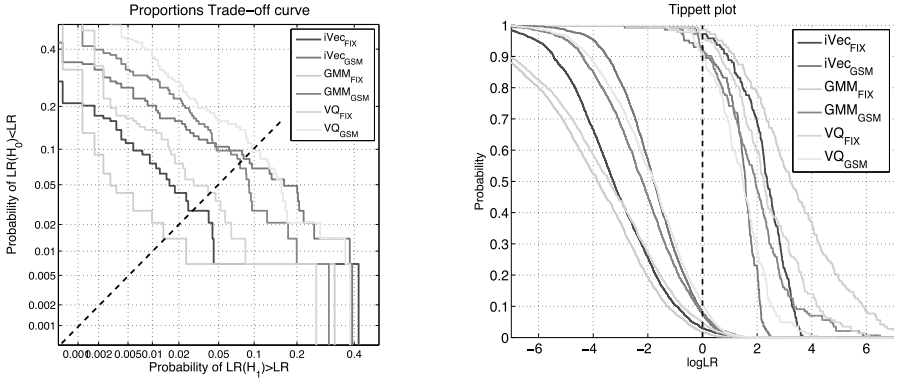 Proportions Trade-off curve
Probability of LR(H0)<LR
0.4
0.2
0.1
0.05
0.02
0.01
0.005
0.002
0.001
0.001 0.002 0.005 0.01 0.02 0.05 0.1 0.2 0.4
Probability of LR(H1)>LR
iVecFIX
iVecGSM
GMMFIX
GMMGSM
VQFIX
VQGSM
Tippett plot
Probability
1
0.9
0.8
0.7
0.6
0.5
0.4
0.3
0.2
0.1
0
−6 −4 −2 0 2 4 6
logLR
iVecFIX
iVecGSM
GMMFIX
GMMGSM
VQFIX
VQGSM